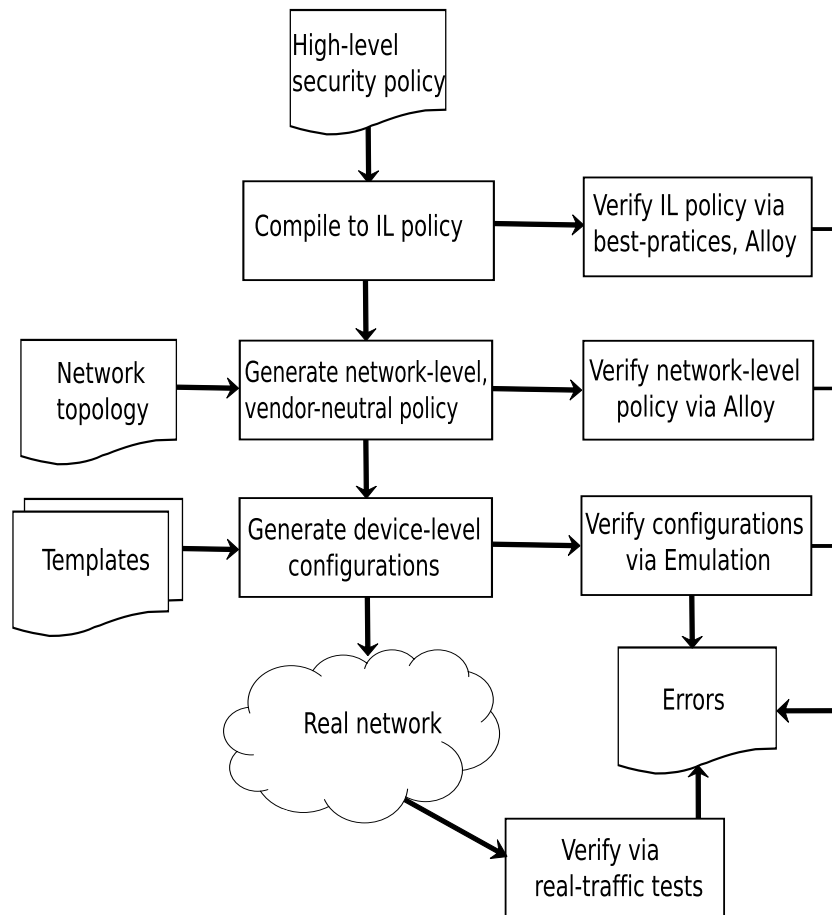 High-level
security policy
Compile to IL policy
Verify IL policy via
best-pratices, Alloy
Network
topology
Generate network-level,
vendor-neutral policy
Verify network-level
policy via Alloy
Templates
Generate device-level
configurations
Verify configurations
via Emulation
Real network
Errors
Verify via
real-traffic tests